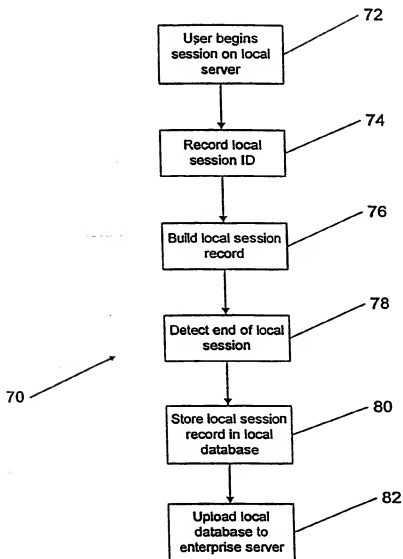 72
User begins
session on local
server
74
Record local
session ID
76
Build local session
record
78
Detect end of local
session
70
80
Store local session
record in local
database
82
Upload local
database to
enterprise server